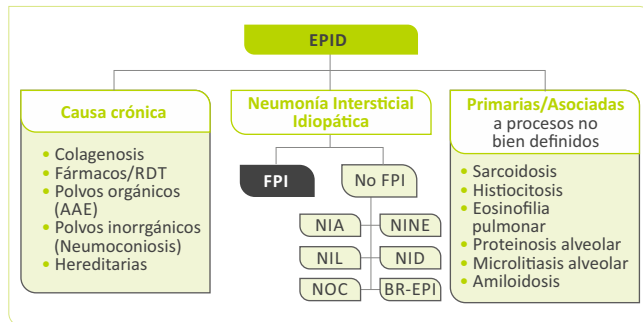 EPID
Causa crónica
• Colagenosis
• Fármacos/RDT
• Polvos orgánicos
(AAE)
• Polvos inorrgánicos
(Neumoconiosis)
• Hereditarias
Neumonía Intersticial
Idiopática
FPI
No FPI
NIA
NINE
NIL
NID
NOC
BR-EPI
Primarias/Asociadas
a procesos no
bien definidos
• Sarcoidosis
• Histiocitosis
• Eosinofilia
pulmonar
• Proteinosis alveolar
• Microlitiasis alveolar
• Amiloidosis